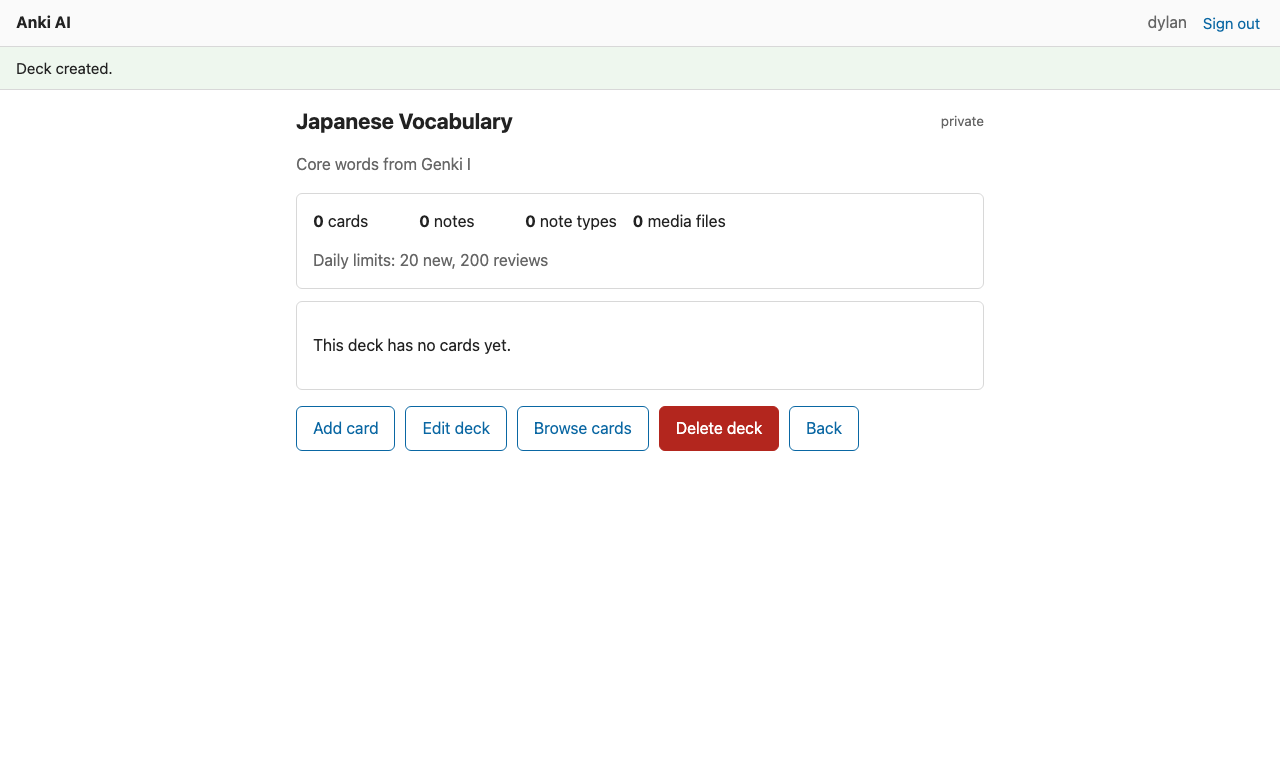 Anki AI
dylan
Sign out
Deck created.
Japanese Vocabulary
private
Core words from Genki I
0 cards 0 notes 0 note types 0 media files
Daily limits: 20 new, 200 reviews
This deck has no cards yet.
Add card
Edit deck
Browse cards
Delete deck
Back